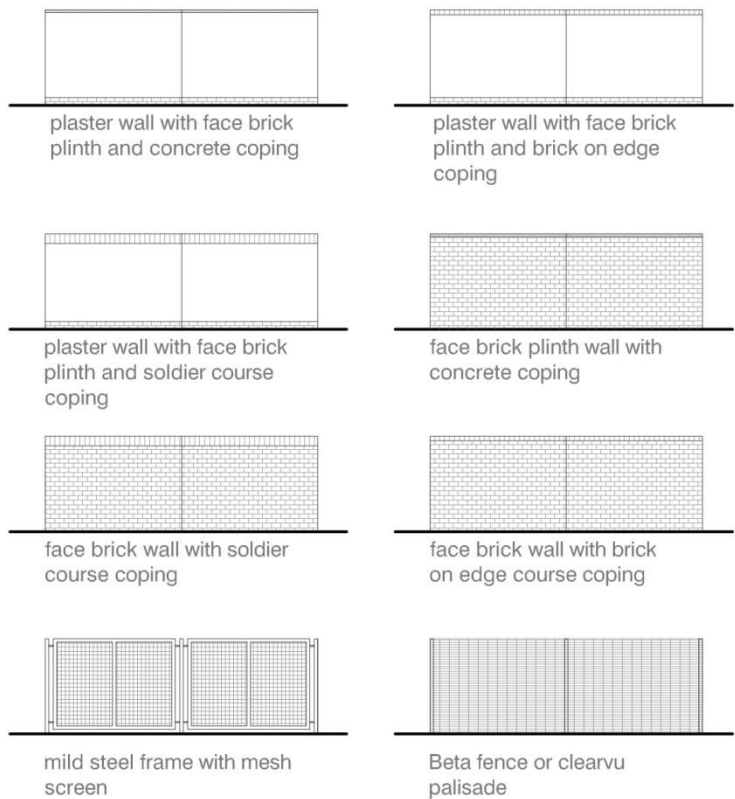 plaster wall with face brick
plinth and concrete coping
plaster wall with face brick
plinth and brick on edge
coping
plaster wall with face brick
plinth and soldier course
coping
face brick plinth wall with
concrete coping
face brick wall with soldier
course coping
face brick wall with brick
on edge course coping
mild steel frame with mesh
screen
Beta fence or clearvu
palisade